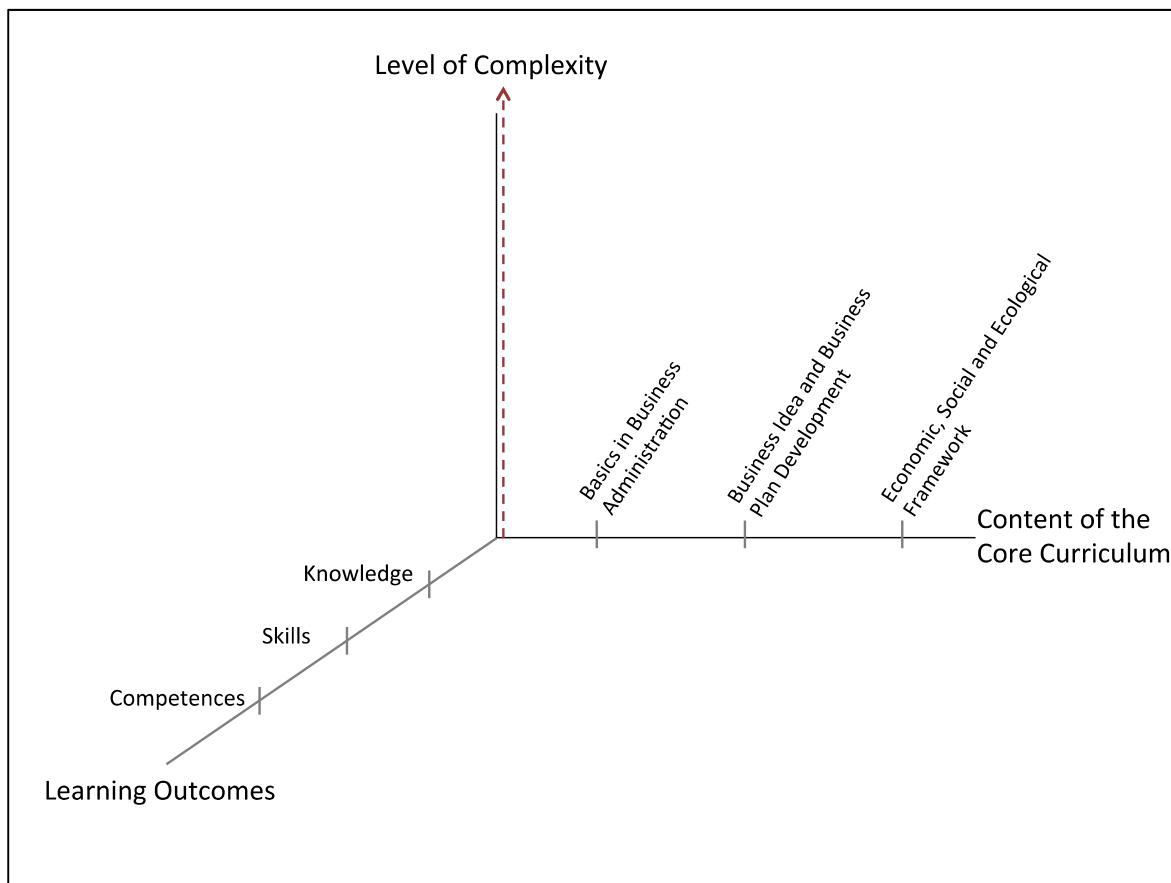 Level of Complexity
Basics in Business
Administration
Business Idea and Business
Plan Development
Economic, Social and Ecological
Framework
Content of the
Core Curriculum
Knowledge
Skills
Competences
Learning Outcomes